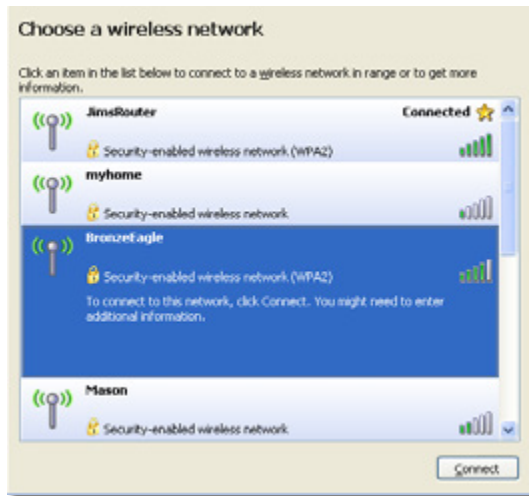 Choose a wireless network
Click an item in the list below to connect to a wireless network in range or to get more
information.
JimsRouter Connected
Security-enabled wireless network (WPA2)
myhome
Security-enabled wireless network
BronzeEagle
Security-enabled wireless network (WPA2)
To connect to this network, click Connect. You might need to enter
additional information.
Mason
Security-enabled wireless network
Connect